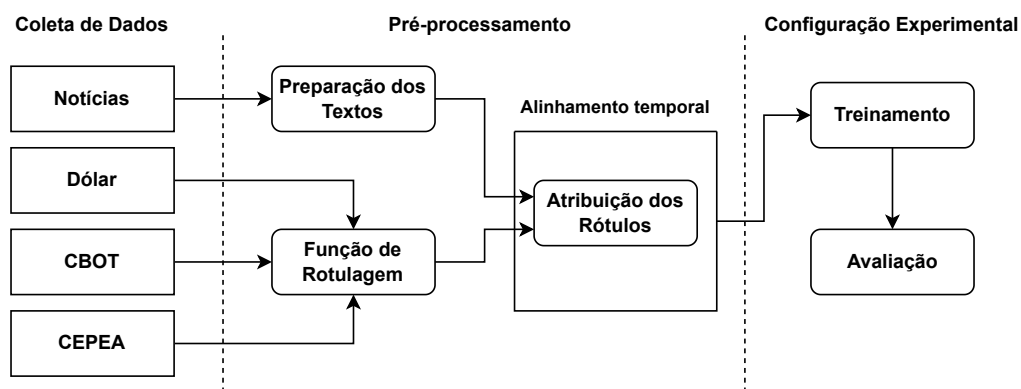 Coleta de Dados
Pré-processamento
Configuração Experimental
Notícias
Dólar
CBOT
CEPEA
Preparação dos
Textos
Função de
Rotulagem
Alinhamento temporal
Atribuição dos
Rótulos
Treinamento
Avaliação